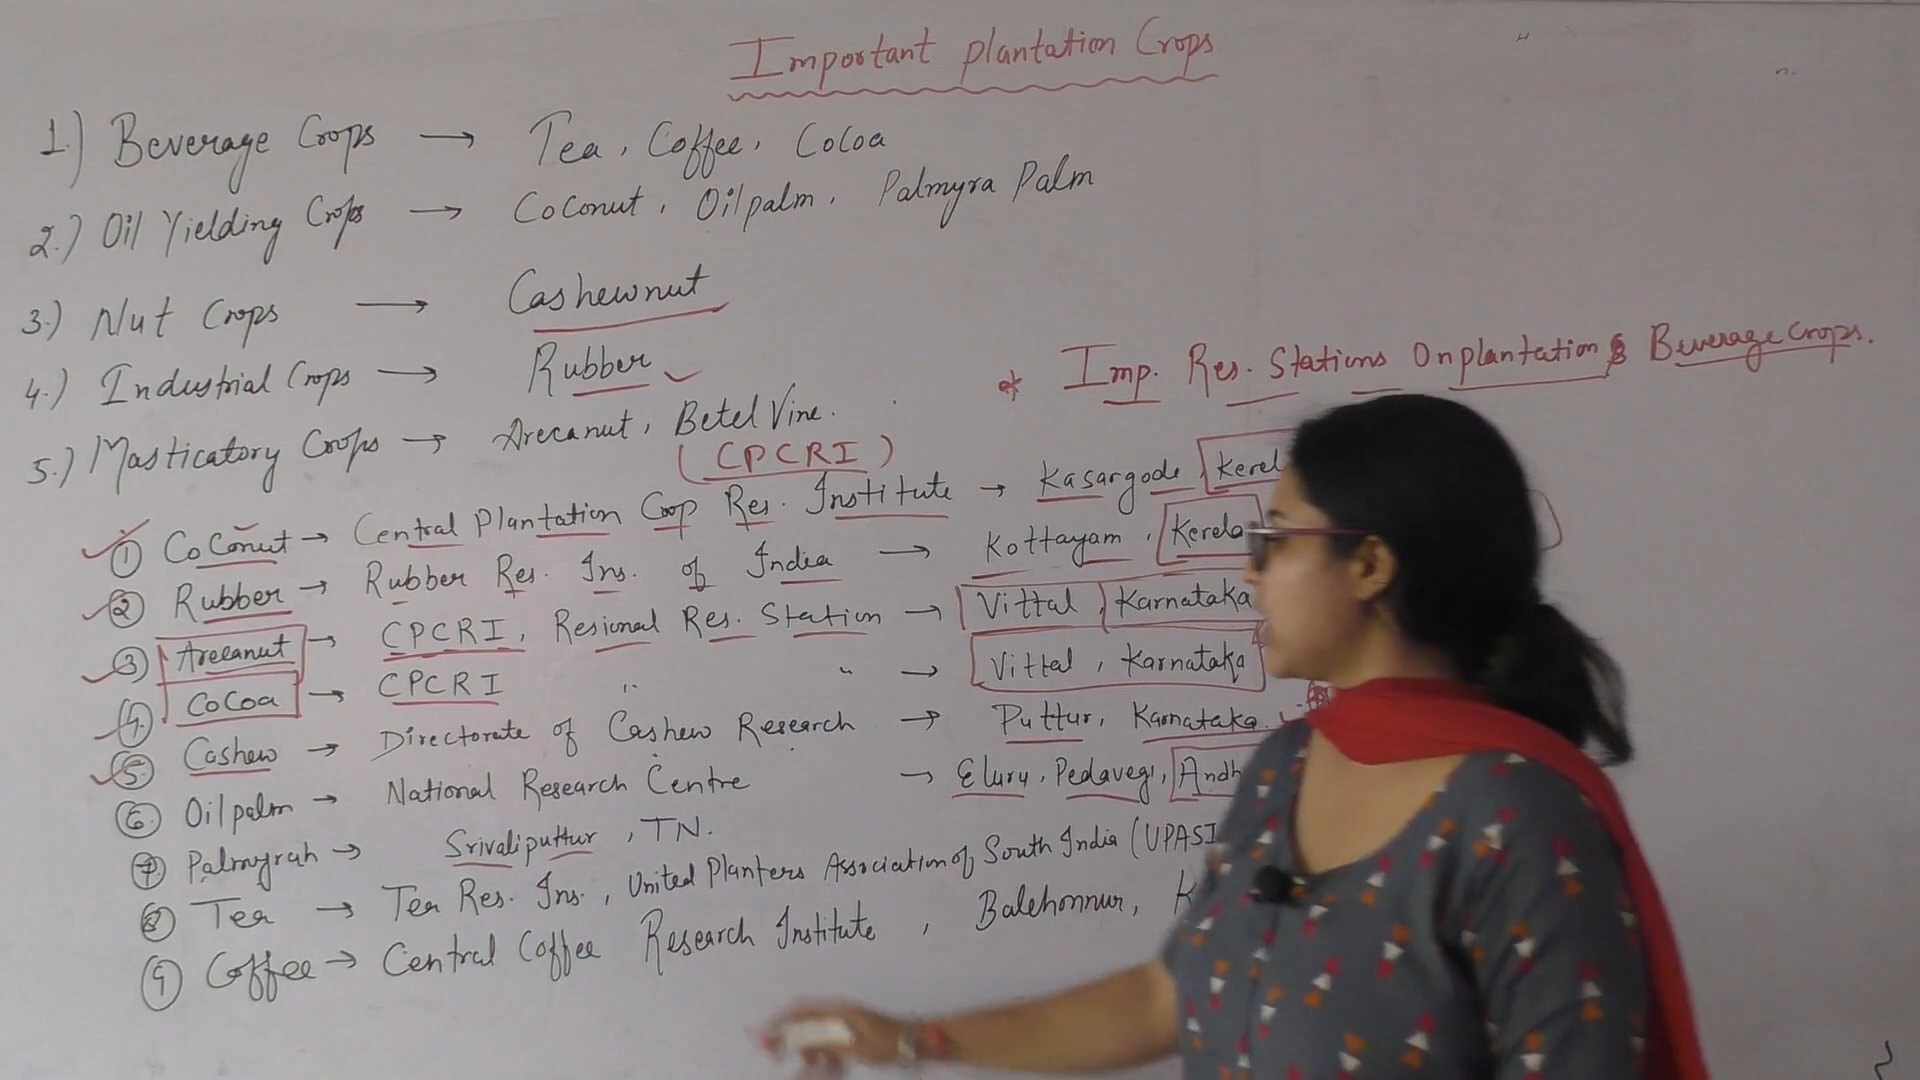 Important Plantation Crops
1.) Beverage Crops → Tea, Coffee, Cocoa
2.) Oil Yielding Crops → Coconut, Oilpalm, Palmyra Palm
3.) Nut Crops → Cashewnut
4.) Industrial Crops → Rubber
5.) Masticatory Crops → Arecanut, Betel Vine.
* Imp. Res. Stations On plantation & Beverage Crops.
(CPCRI)
① Coconut → Central Plantation Crop Res. Institute → Kasargode, Kerel
② Rubber → Rubber Res. Ins. of India → Kottayam, Kerela
③ Arecanut → CPCRI, Resional Res. Station → Vittal, Karnataka
④ Cocoa → CPCRI " " → Vittal, Karnataka
⑤ Cashew → Directorate of Cashew Research → Puttur, Karnataka.
⑥ Oilpalm → National Research Centre → Eluru, Pedavegi, Andh
⑦ Palmyrah → Srivaliputtur, TN.
⑧ Tea → Tea Res. Ins., United Planters Association of South India (UPASI
⑨ Coffee → Central Coffee Research Institute, Balehonnur, K